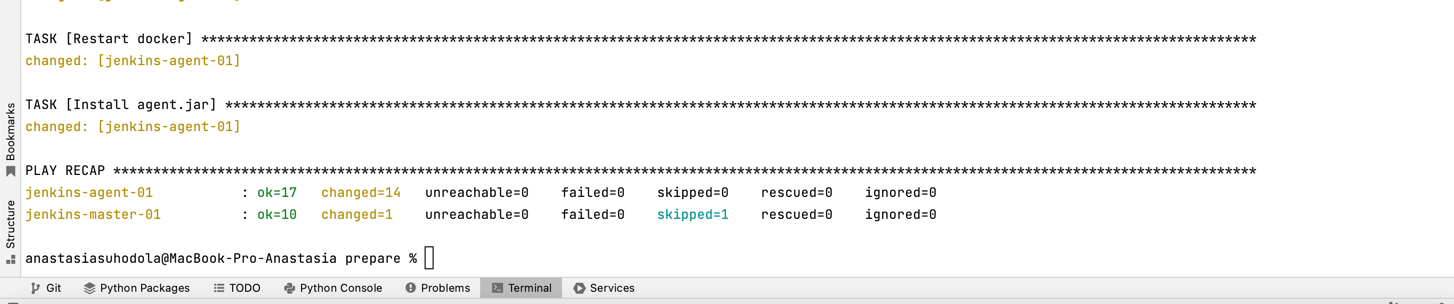 TASK [Restart docker] ************************************************************************************************************************************
changed: [jenkins-agent-01]
TASK [Install agent.jar] *********************************************************************************************************************************
changed: [jenkins-agent-01]
PLAY RECAP ***********************************************************************************************************************************************
jenkins-agent-01 : ok=17 changed=14 unreachable=0 failed=0 skipped=0 rescued=0 ignored=0
jenkins-master-01 : ok=10 changed=1 unreachable=0 failed=0 skipped=1 rescued=0 ignored=0
anastasiasuhodola@MacBook-Pro-Anastasia prepare %
Bookmarks
Structure
Git Python Packages TODO Python Console Problems Terminal Services